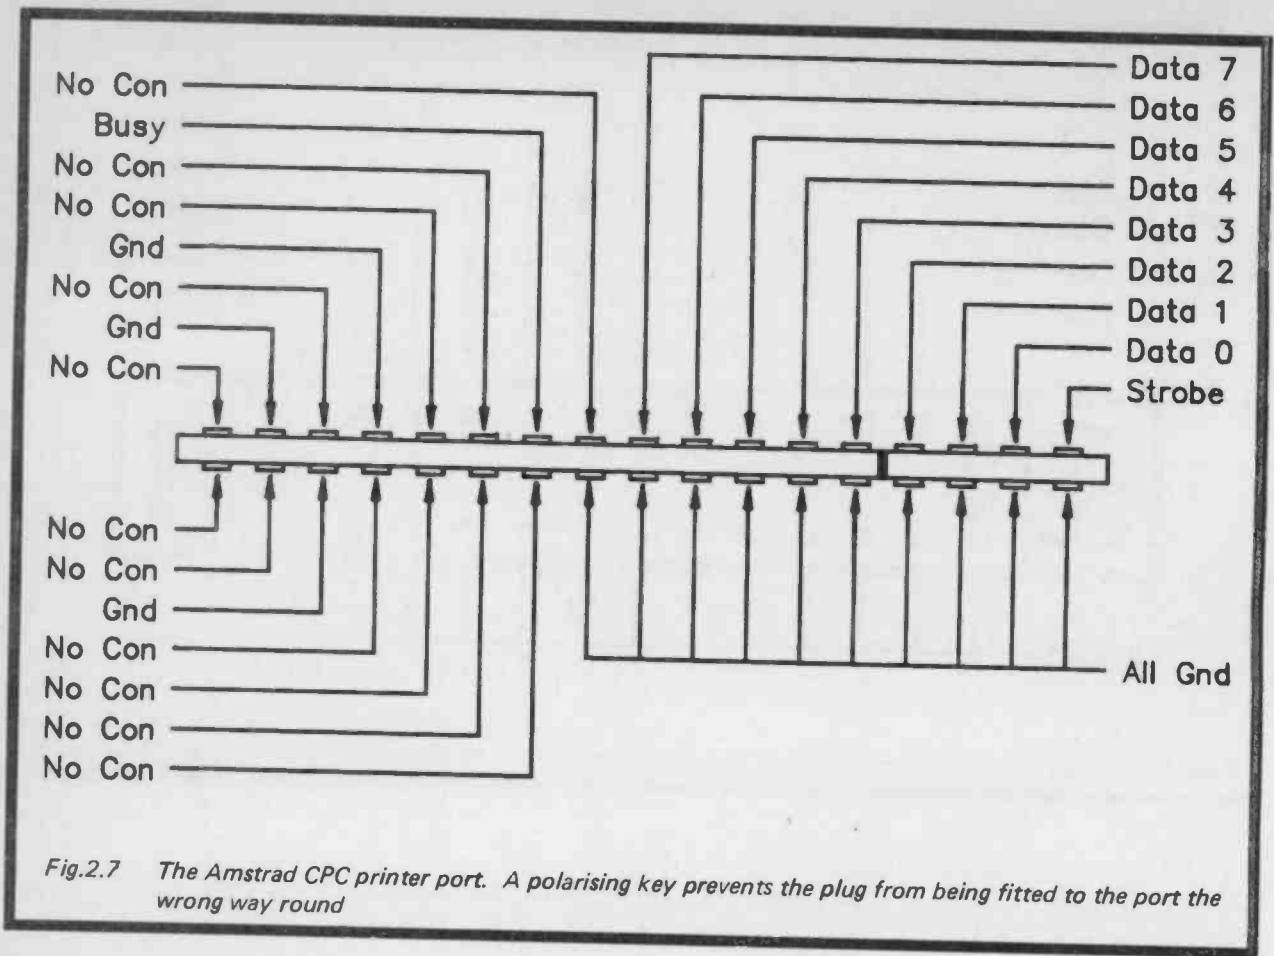 No Con
Busy
No Con
No Con
Gnd
No Con
Gnd
No Con
Data 7
Data 6
Data 5
Data 4
Data 3
Data 2
Data 1
Data 0
Strobe
No Con
No Con
Gnd
No Con
No Con
No Con
No Con
All Gnd
Fig.2.7 The Amstrad CPC printer port. A polarising key prevents the plug from being fitted to the port the
wrong way round